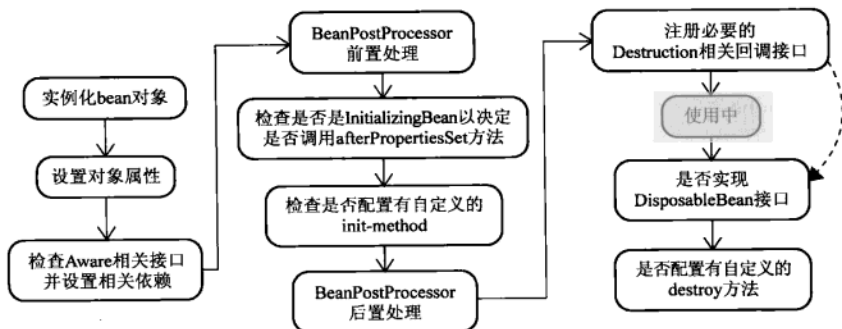 实例化bean对象
设置对象属性
检查Aware相关接口
并设置相关依赖
BeanPostProcessor
前置处理
检查是否是InitializingBean以决定
是否调用afterPropertiesSet方法
检查是否配置有自定义的
init-method
BeanPostProcessor
后置处理
注册必要的
Destruction相关回调接口
使用中
是否实现
DisposableBean接口
是否配置有自定义的
destroy方法